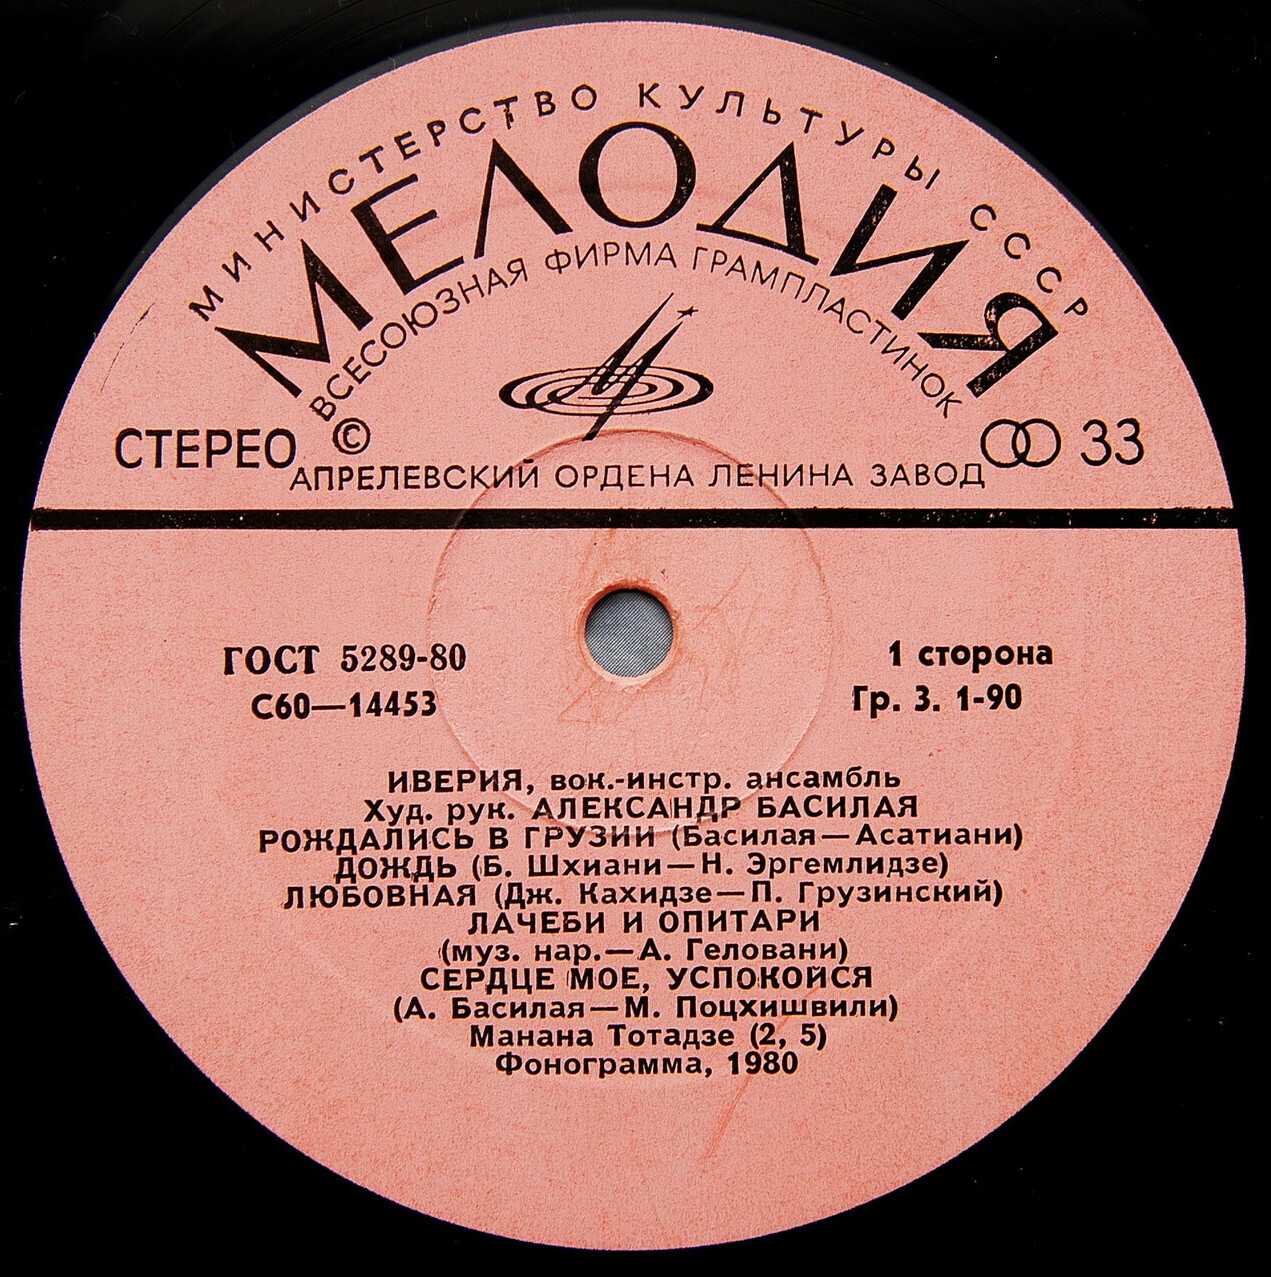 МИНИСТЕРСТВО КУЛЬТУРЫ СССР
МЕЛОДИЯ
ВСЕСОЮЗНАЯ ФИРМА ГРАМПЛАСТИНОК
СТЕРЕО © 33
АПРЕЛЕВСКИЙ ОРДЕНА ЛЕНИНА ЗАВОД
ГОСТ 5289-80 1 сторона
С60—14453 Гр. 3. 1-90
ИВЕРИЯ, вок.-инстр. ансамбль
Худ. рук. АЛЕКСАНДР БАСИЛАЯ
РОЖДАЛИСЬ В ГРУЗИИ (Басилая—Асатиани)
ДОЖДЬ (Б. Шхиани—Н. Эргемлидзе)
ЛЮБОВНАЯ (Дж. Кахидзе—П. Грузинский)
ЛАЧЕБИ И ОПИТАРИ
(муз. нар.—А. Геловани)
СЕРДЦЕ МОЕ, УСПОКОЙСЯ
(А. Басилая—М. Поцхишвили)
Манана Тотадзе (2, 5)
Фонограмма, 1980